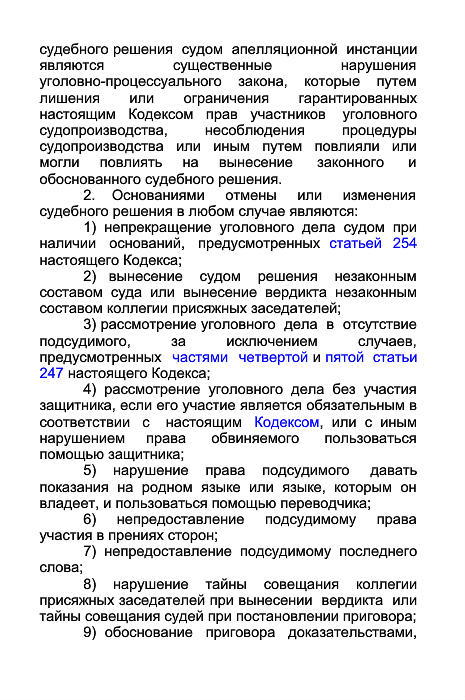 судебного решения судом апелляционной инстанции
являются существенные нарушения
уголовно-процессуального закона, которые путем
лишения или ограничения гарантированных
настоящим Кодексом прав участников уголовного
судопроизводства, несоблюдения процедуры
судопроизводства или иным путем повлияли или
могли повлиять на вынесение законного и
обоснованного судебного решения.
2. Основаниями отмены или изменения
судебного решения в любом случае являются:
1) непрекращение уголовного дела судом при
наличии оснований, предусмотренных статьей 254
настоящего Кодекса;
2) вынесение судом решения незаконным
составом суда или вынесение вердикта незаконным
составом коллегии присяжных заседателей;
3) рассмотрение уголовного дела в отсутствие
подсудимого, за исключением случаев,
предусмотренных частями четвертой и пятой статьи
247 настоящего Кодекса;
4) рассмотрение уголовного дела без участия
защитника, если его участие является обязательным в
соответствии с настоящим Кодексом, или с иным
нарушением права обвиняемого пользоваться
помощью защитника;
5) нарушение права подсудимого давать
показания на родном языке или языке, которым он
владеет, и пользоваться помощью переводчика;
6) непредоставление подсудимому права
участия в прениях сторон;
7) непредоставление подсудимому последнего
слова;
8) нарушение тайны совещания коллегии
присяжных заседателей при вынесении вердикта или
тайны совещания судей при постановлении приговора;
9) обоснование приговора доказательствами,